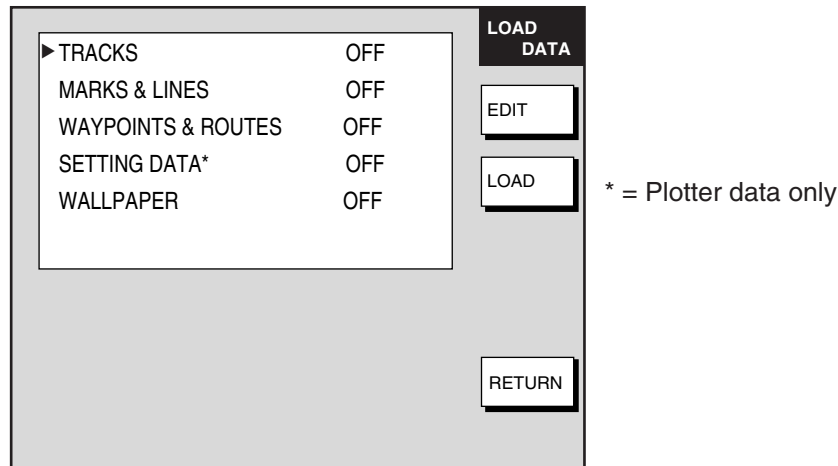 LOAD
DATA
▶TRACKS OFF
MARKS & LINES OFF
WAYPOINTS & ROUTES OFF
SETTING DATA* OFF
WALLPAPER OFF
EDIT
LOAD
* = Plotter data only
RETURN